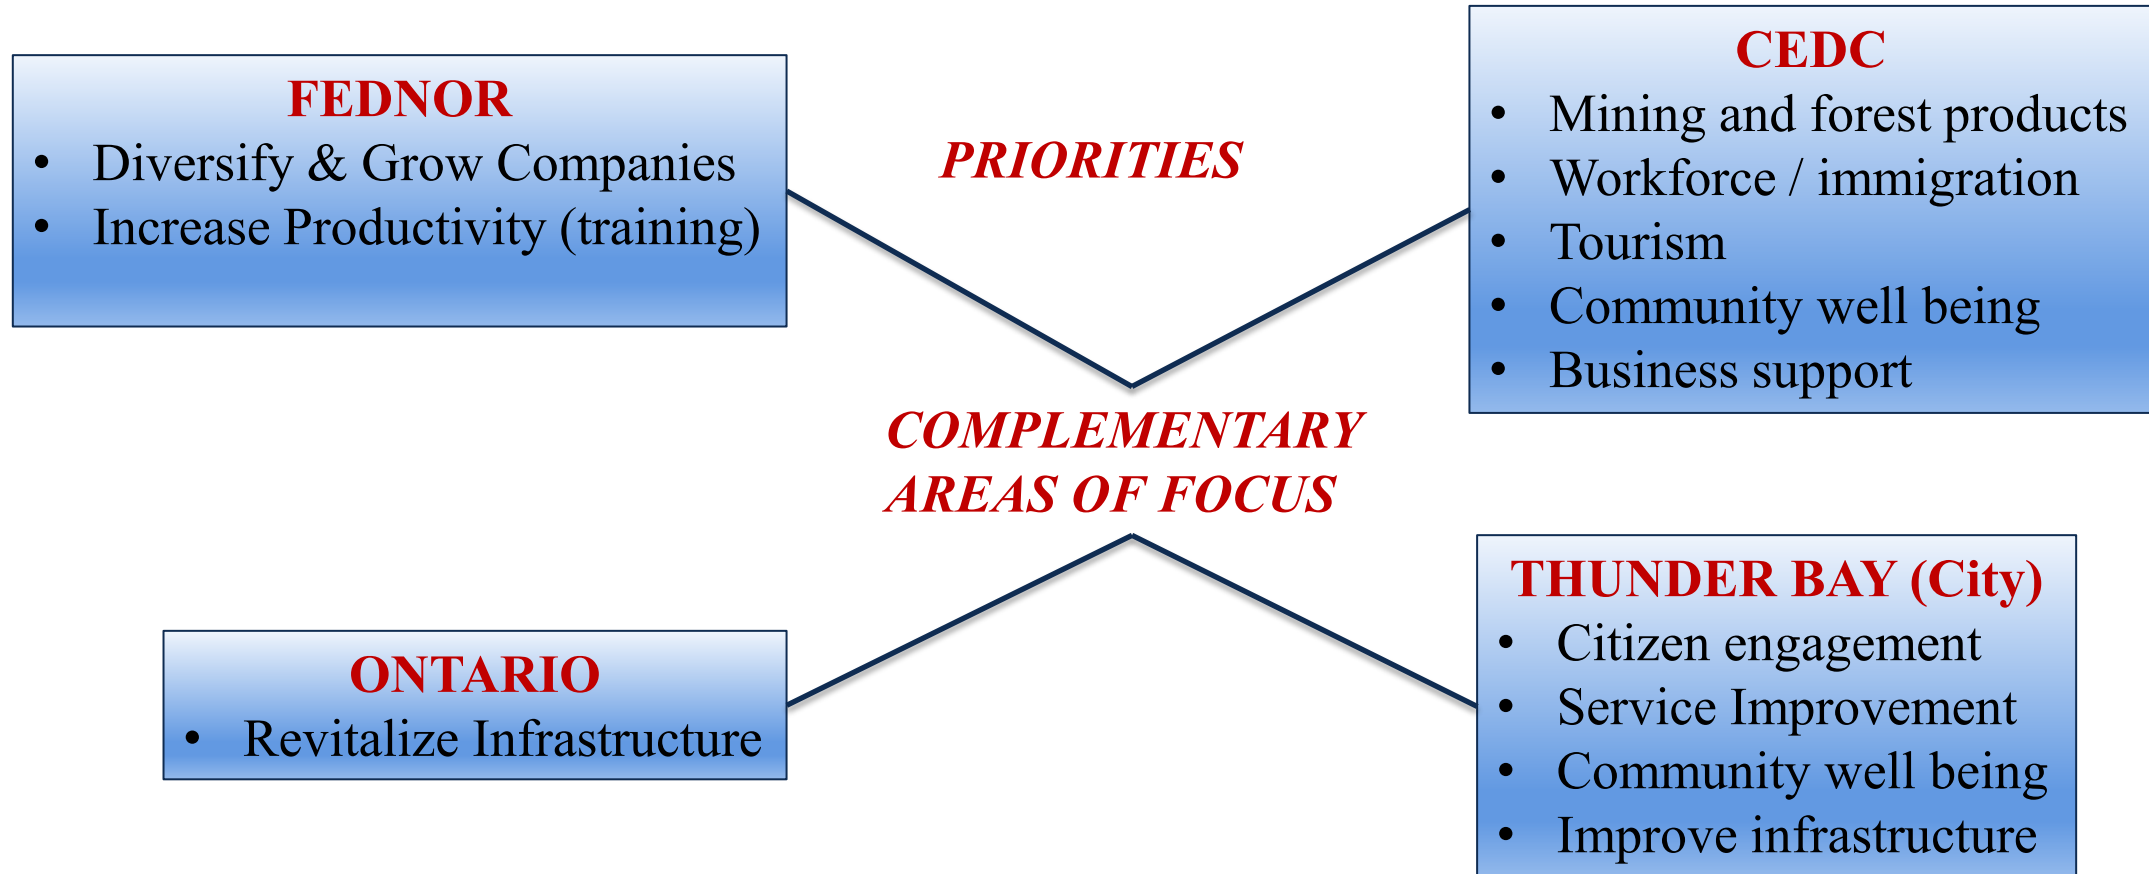 FEDNOR
• Diversify & Grow Companies
• Increase Productivity (training)
PRIORITIES
CEDC
• Mining and forest products
• Workforce / immigration
• Tourism
• Community well being
• Business support
COMPLEMENTARY
AREAS OF FOCUS
ONTARIO
• Revitalize Infrastructure
THUNDER BAY (City)
• Citizen engagement
• Service Improvement
• Community well being
• Improve infrastructure